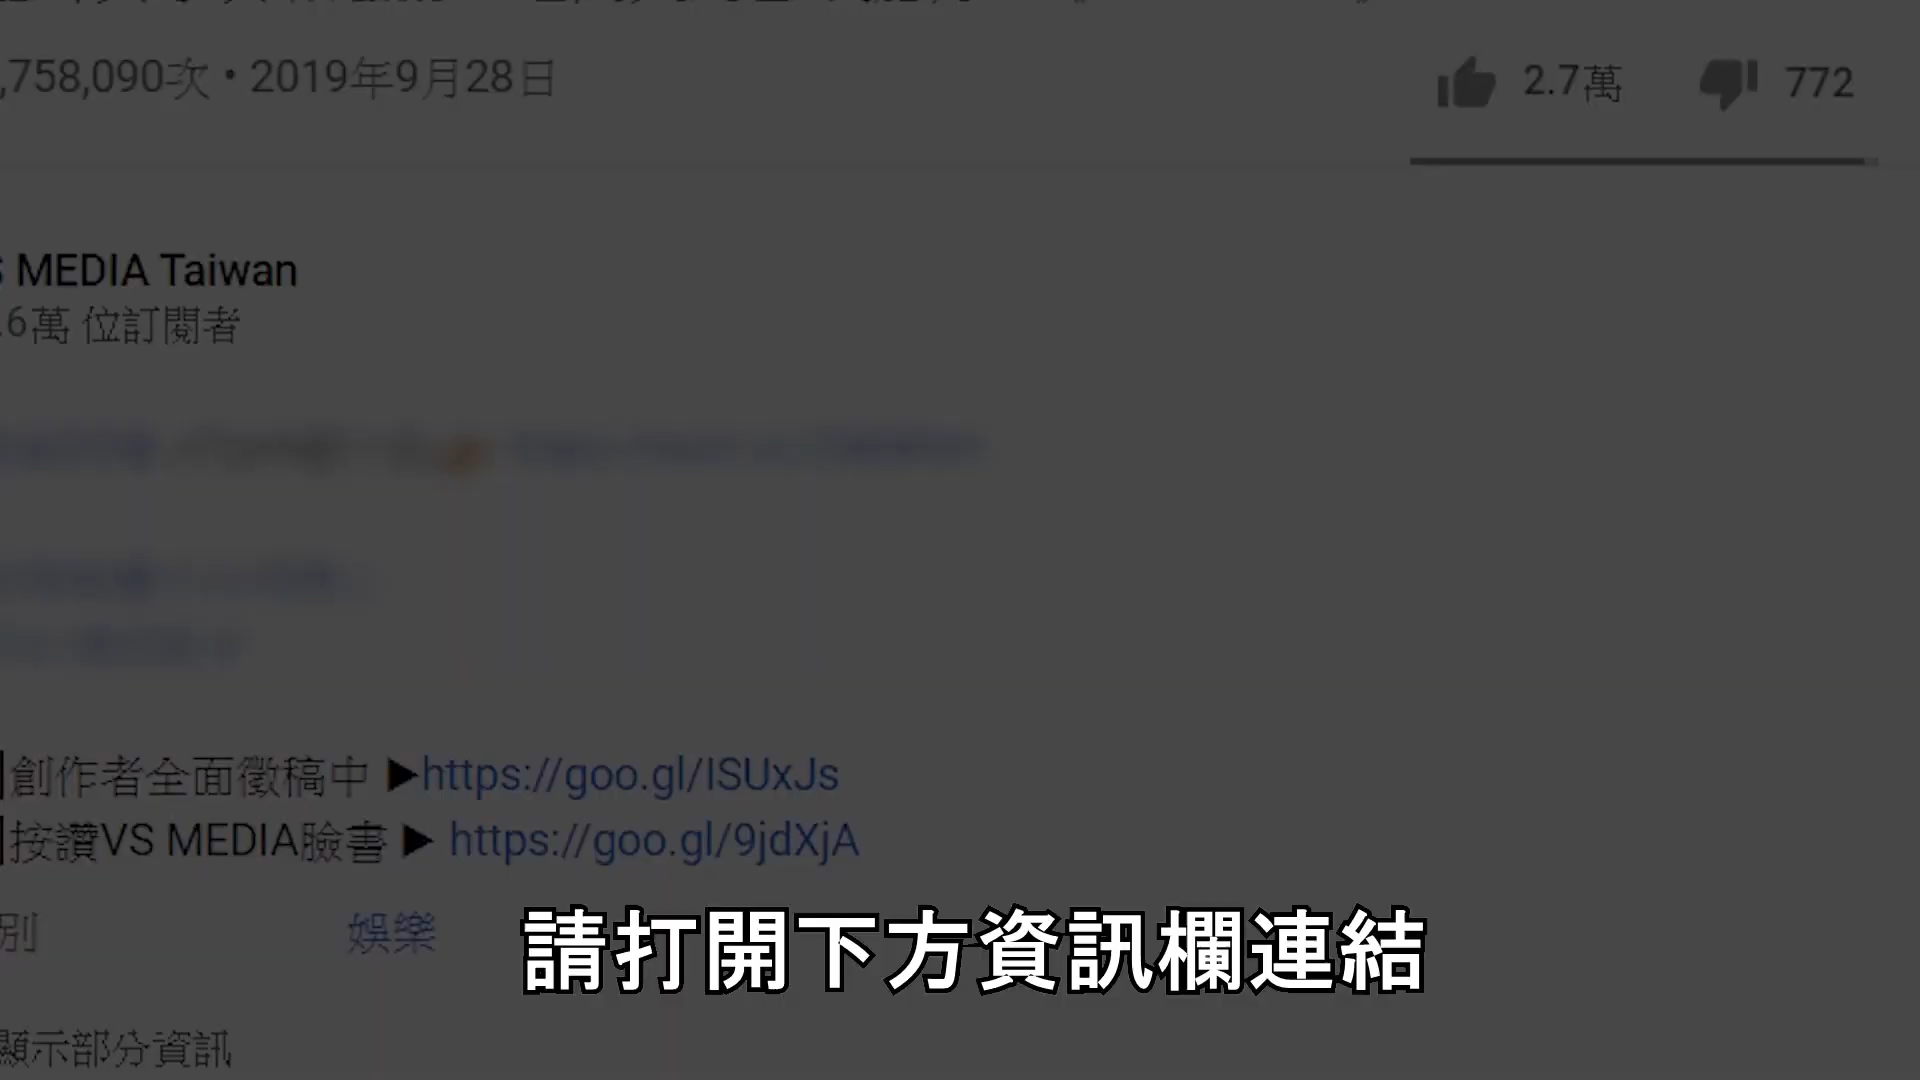 ,758,090次 • 2019年9月28日
2.7萬 772
MEDIA Taiwan
.6萬 位訂閱者
創作者全面徵稿中 ▶https://goo.gl/ISUxJs
按讚VS MEDIA臉書 ▶ https://goo.gl/9jdXjA
別 娛樂
請打開下方資訊欄連結
顯示部分資訊